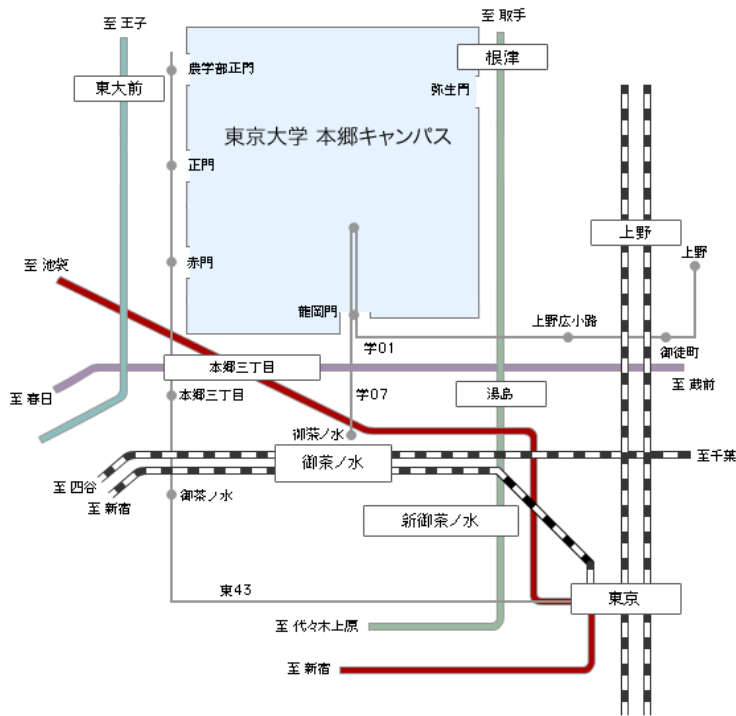 至 王子
至 取手
東大前
農学部正門
根津
弥生門
東京大学 本郷キャンパス
正門
上野
上野
至 池袋
赤門
龍岡門
上野広小路
学01
御徒町
本郷三丁目
至 蔵前
至 春日
本郷三丁目
学07
湯島
御茶ノ水
御茶ノ水
至千葉
至 四谷
至 新宿
御茶ノ水
新御茶ノ水
東43
東京
至 代々木上原
至 新宿